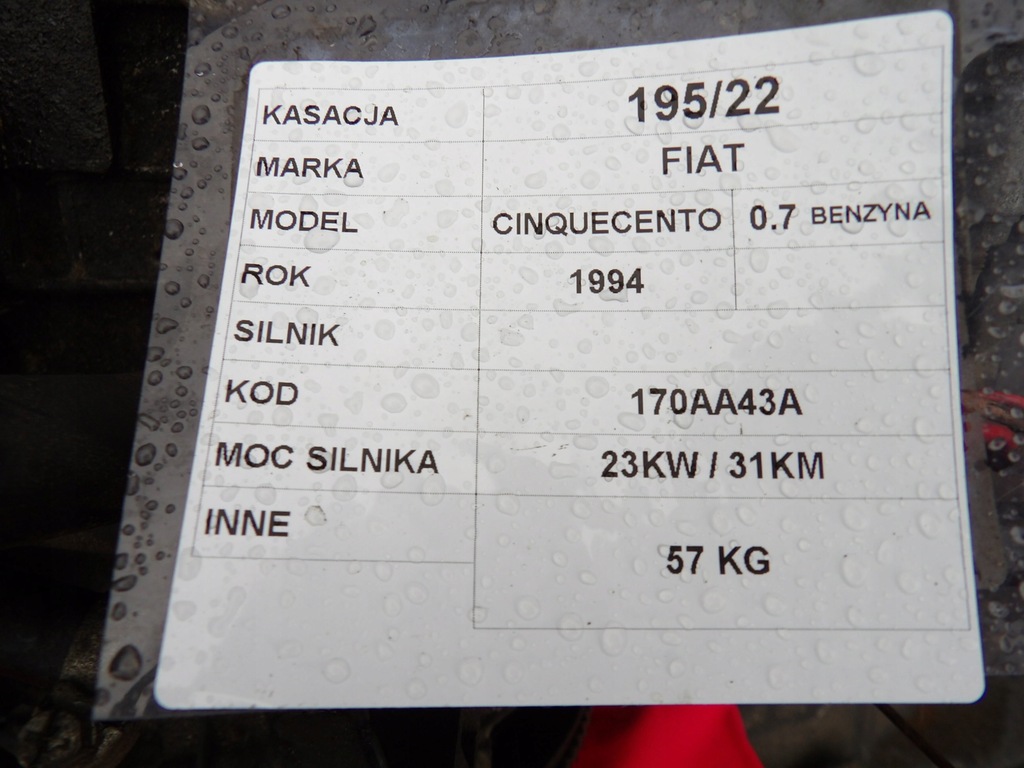 KASACJA 195/22
MARKA FIAT
MODEL CINQUECENTO 0.7 BENZYNA
ROK 1994
SILNIK
KOD 170AA43A
MOC SILNIKA 23KW / 31KM
INNE
57 KG